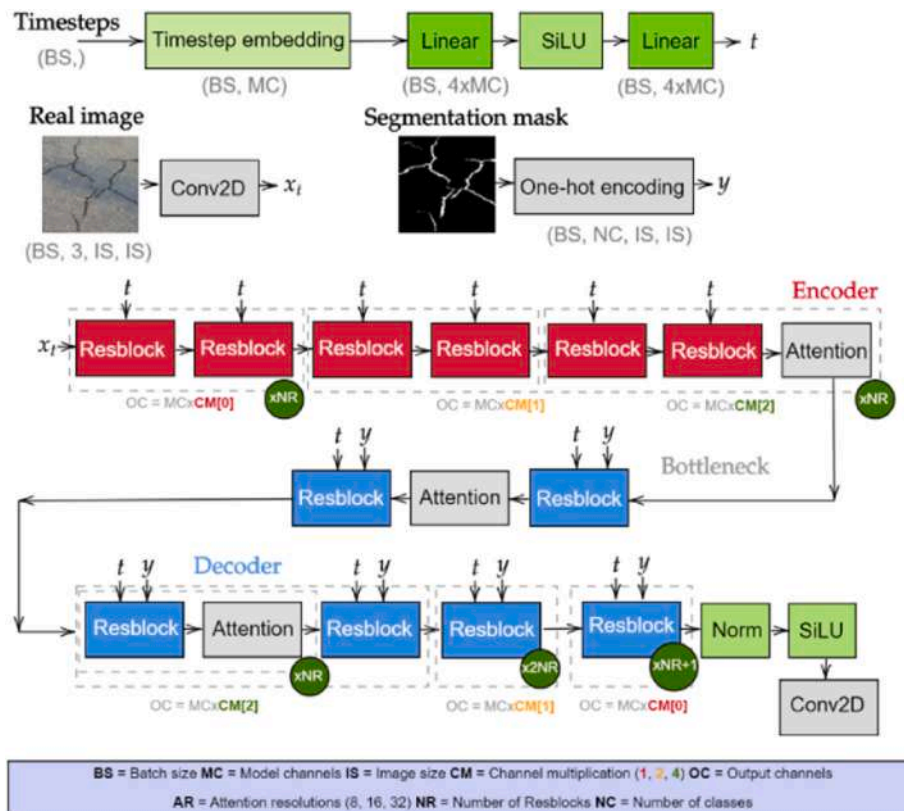 Timesteps
(BS,)
Timestep embedding
Linear
SiLU
Linear
t
(BS, MC)
(BS, 4xMC)
(BS, 4xMC)
Real image
Segmentation mask
Conv2D
x_t
One-hot encoding
y
(BS, 3, IS, IS)
(BS, NC, IS, IS)
t t t t t t
Encoder
x_t
Resblock Resblock Resblock Resblock Resblock Resblock Attention
OC = MCxCM[0]
xNR
OC = MCxCM[1]
OC = MCxCM[2]
xNR
t y
t y
Bottleneck
Resblock Attention Resblock
Decoder
t y t y t y t y
Resblock Attention Resblock Resblock Resblock Norm SiLU
xNR
x2NR
xNR+1
Conv2D
OC = MCxCM[2]
OC = MCxCM[1]
OC = MCxCM[0]
BS = Batch size MC = Model channels IS = Image size CM = Channel multiplication (1, 2, 4) OC = Output channels
AR = Attention resolutions (8, 16, 32) NR = Number of Resblocks NC = Number of classes